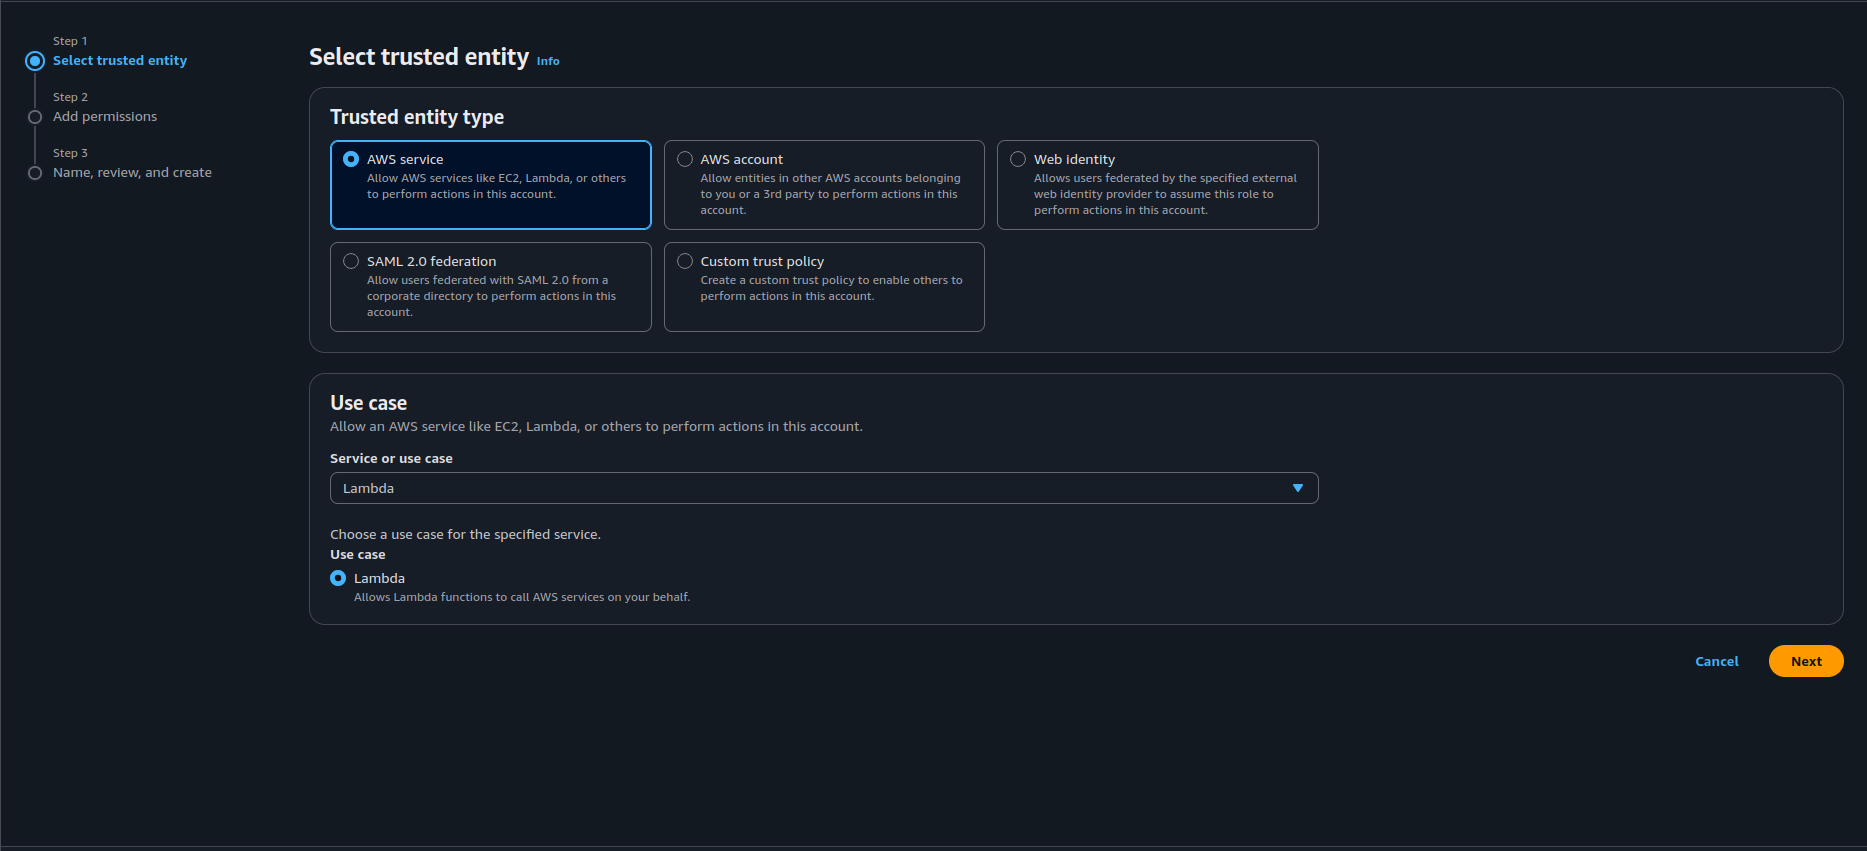 Step 1
Select trusted entity
Step 2
Add permissions
Step 3
Name, review, and create
Select trusted entity Info
Trusted entity type
AWS service
Allow AWS services like EC2, Lambda, or others
to perform actions in this account.
AWS account
Allow entities in other AWS accounts belonging
to you or a 3rd party to perform actions in this
account.
Web identity
Allows users federated by the specified external
web identity provider to assume this role to
perform actions in this account.
SAML 2.0 federation
Allow users federated with SAML 2.0 from a
corporate directory to perform actions in this
account.
Custom trust policy
Create a custom trust policy to enable others to
perform actions in this account.
Use case
Allow an AWS service like EC2, Lambda, or others to perform actions in this account.
Service or use case
Lambda
Choose a use case for the specified service.
Use case
Lambda
Allows Lambda functions to call AWS services on your behalf.
Cancel
Next